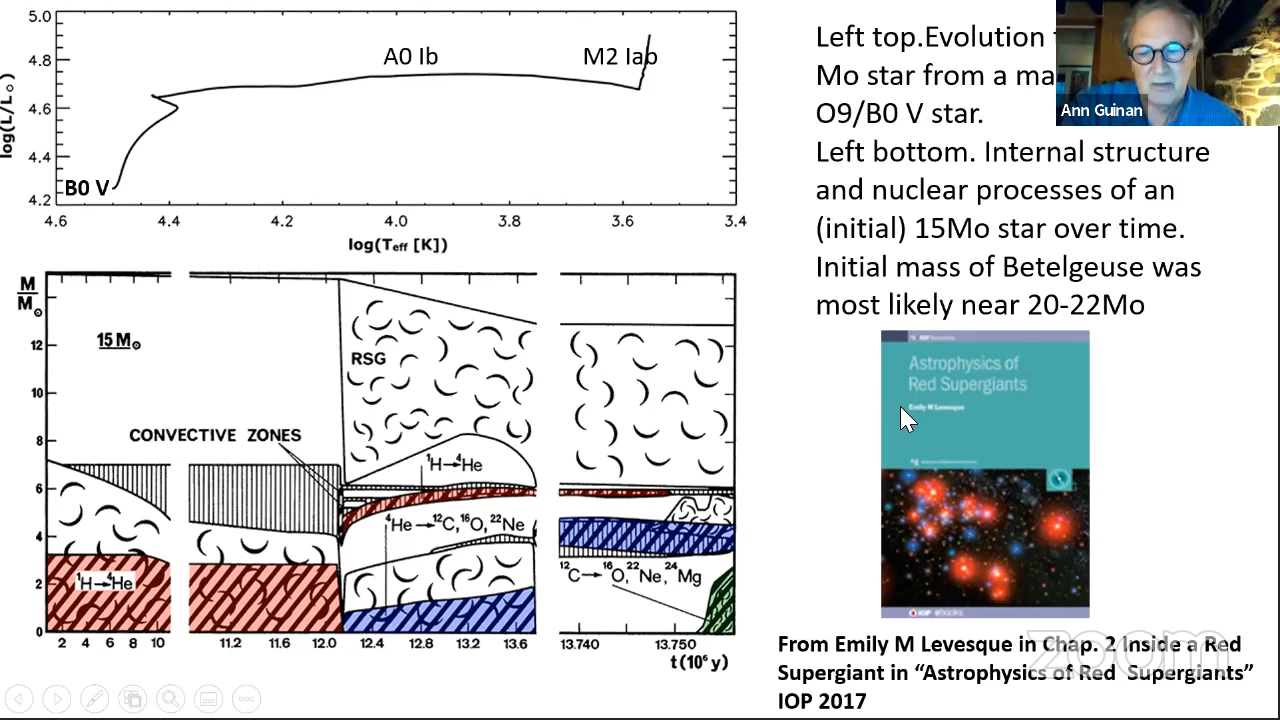 5.0
4.8
4.6
4.4
4.2
log(L/L☉)
A0 Ib
M2 Iab
B0 V
4.6 4.4 4.2 4.0 3.8 3.6 3.4
log(Teff [K])
M/M☉
12
10
8
6
4
2
0
15 M☉
RSG
CONVECTIVE ZONES
¹H→⁴He
⁴He→¹²C,¹⁶O,²²Ne
¹H→⁴He
¹²C→¹⁶O,²²Ne,²⁴Mg
2 4 6 8 10 11.2 11.6 12.0 12.4 12.8 13.2 13.6 13.740 13.750
t (10⁶ y)
Left top.Evolution
Mo star from a ma
O9/B0 V star.
Left bottom. Internal structure
and nuclear processes of an
(initial) 15Mo star over time.
Initial mass of Betelgeuse was
most likely near 20-22Mo
Ann Guinan
Astrophysics of
Red Supergiants
Emily M Levesque
IOP ebooks
From Emily M Levesque in Chap. 2 Inside a Red
Supergiant in “Astrophysics of Red Supergiants”
IOP 2017
zoom